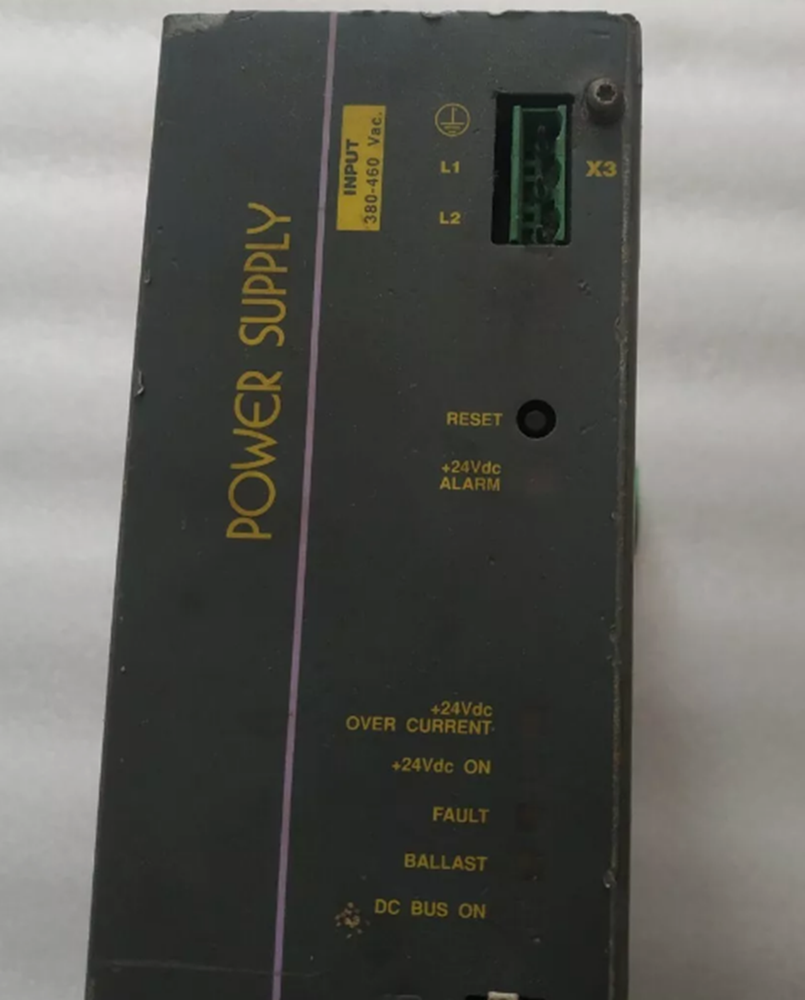 POWER SUPPLY
INPUT
380-460 Vac.
L1
X3
L2
RESET
+24Vdc
ALARM
+24Vdc
OVER CURRENT
+24Vdc ON
FAULT
BALLAST
DC BUS ON